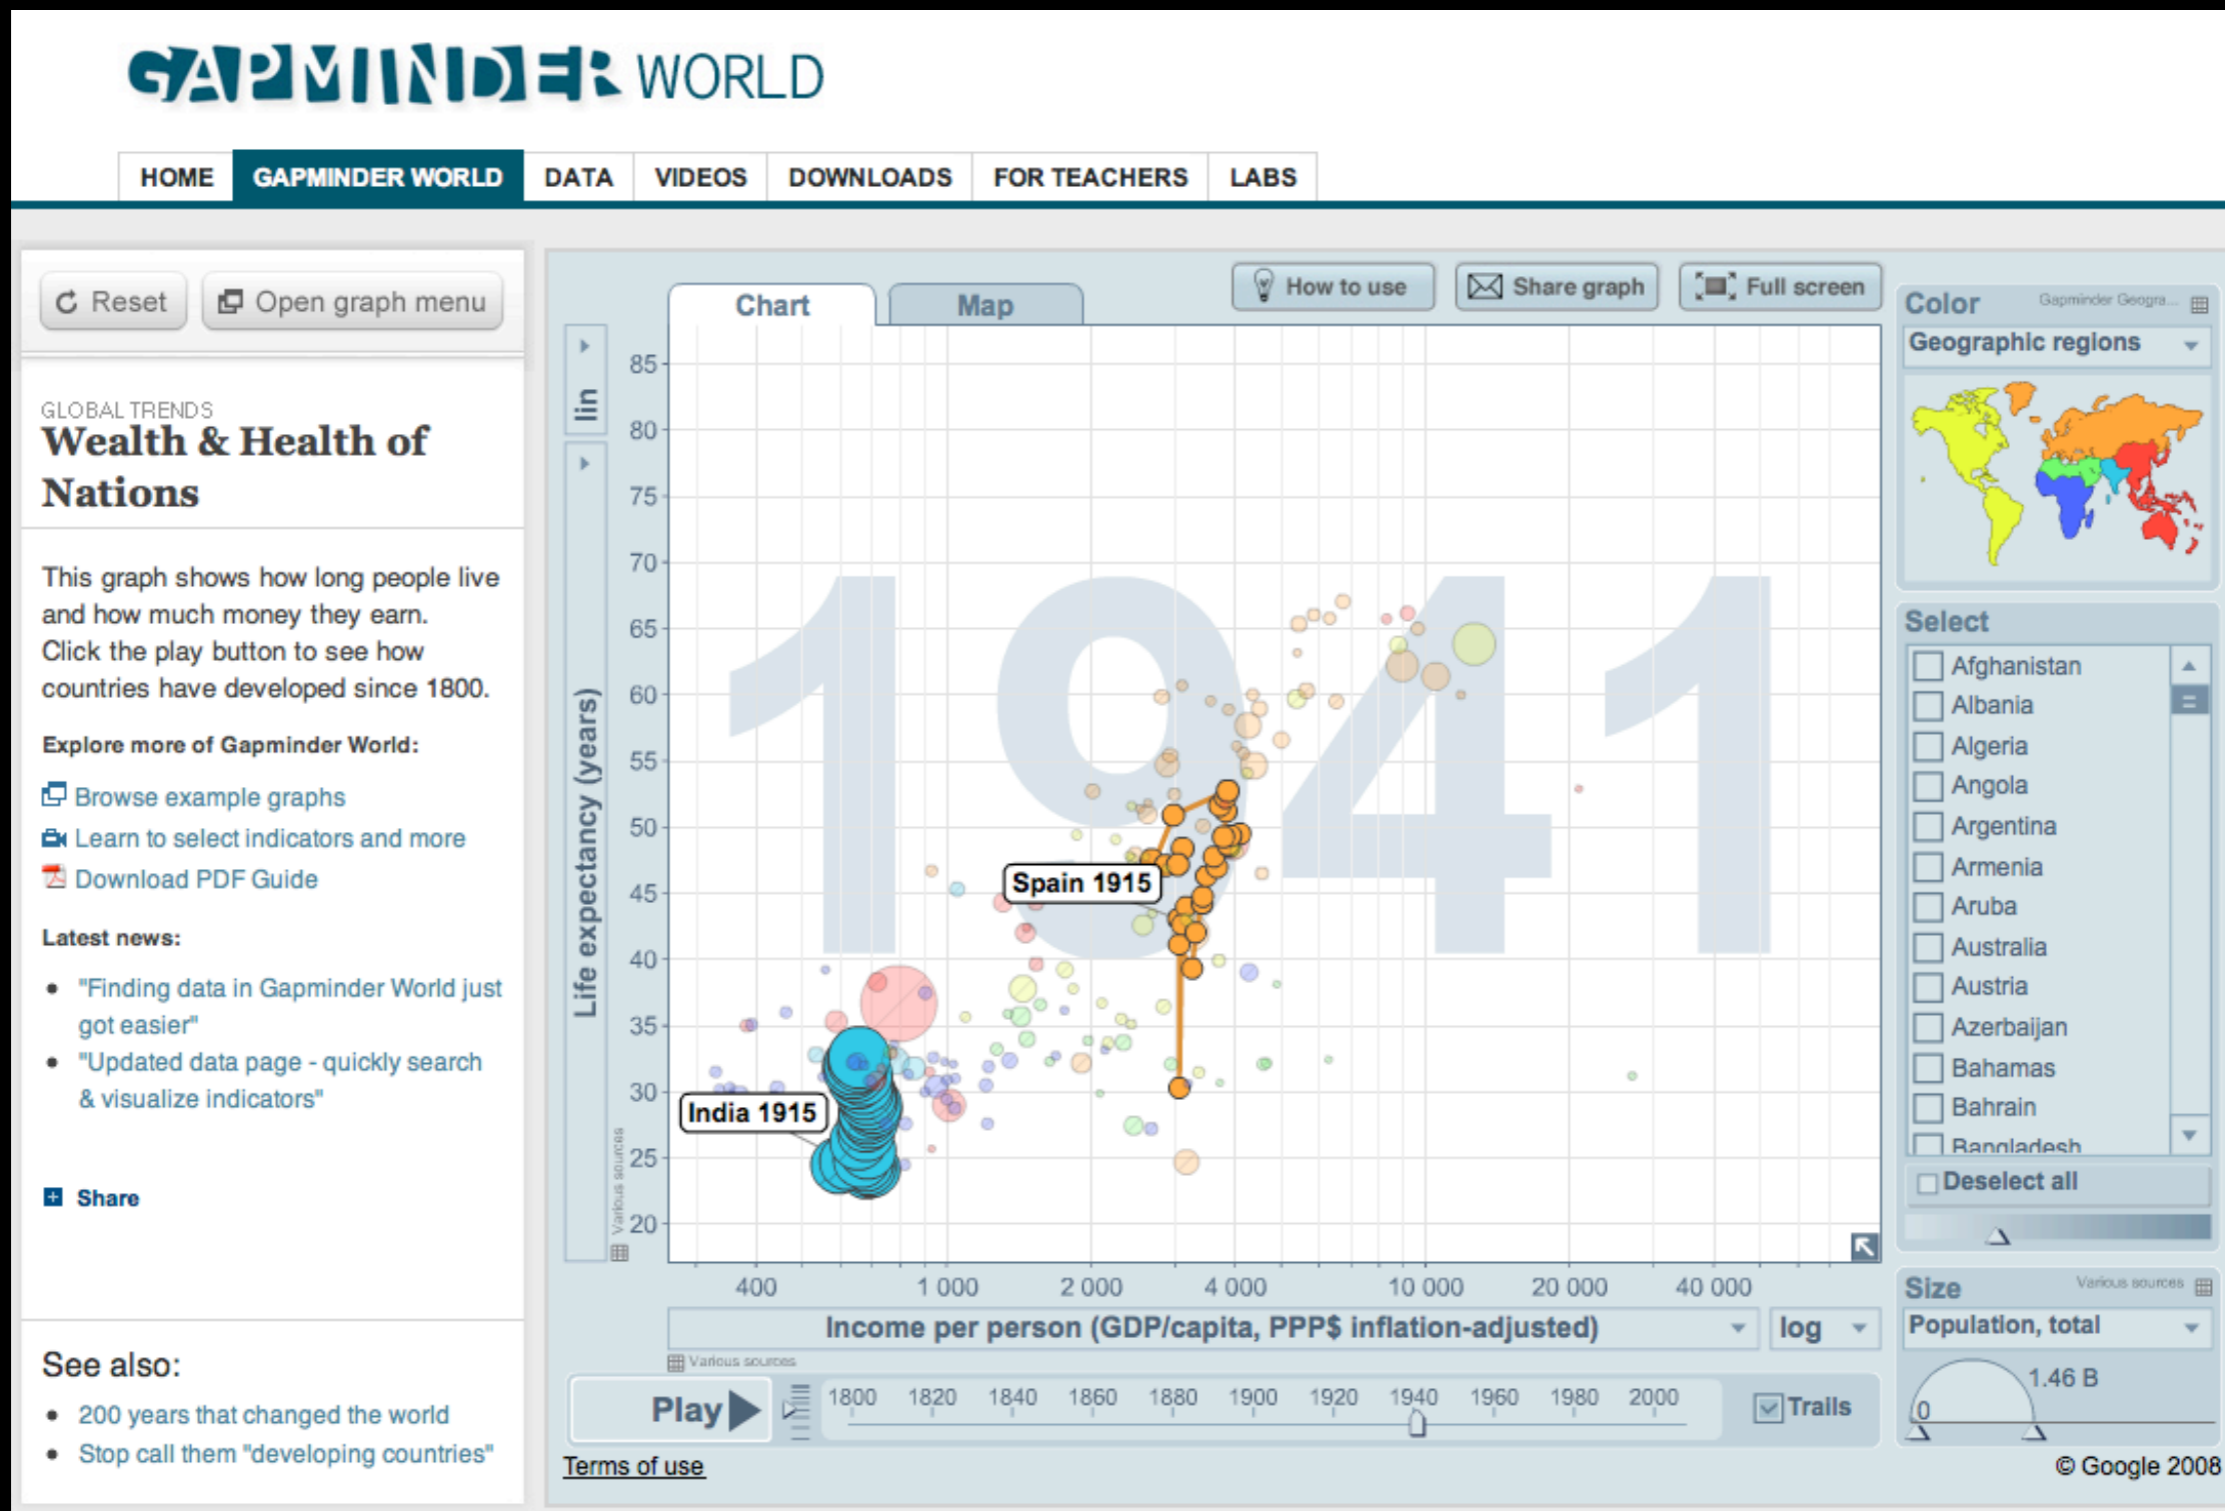 GAPMINDER WORLD
HOME GAPMINDER WORLD DATA VIDEOS DOWNLOADS FOR TEACHERS LABS
Reset Open graph menu
GLOBAL TRENDS
Wealth & Health of
Nations
This graph shows how long people live
and how much money they earn.
Click the play button to see how
countries have developed since 1800.
Explore more of Gapminder World:
Browse example graphs
Learn to select indicators and more
Download PDF Guide
Latest news:
"Finding data in Gapminder World just
got easier"
"Updated data page - quickly search
& visualize indicators"
Share
See also:
200 years that changed the world
Stop call them "developing countries"
Chart Map
How to use Share graph Full screen
lin
Life expectancy (years)
Various sources
85
80
75
70
65
60
55
50
45
40
35
30
25
20
1941
Spain 1915
India 1915
400 1 000 2 000 4 000 10 000 20 000 40 000
Income per person (GDP/capita, PPP$ inflation-adjusted) log
Various sources
Play 1800 1820 1840 1860 1880 1900 1920 1940 1960 1980 2000 Trails
Terms of use
Color Gapminder Geogra...
Geographic regions
Select
Afghanistan
Albania
Algeria
Angola
Argentina
Armenia
Aruba
Australia
Austria
Azerbaijan
Bahamas
Bahrain
Bangladesh
Deselect all
Size Various sources
Population, total
1.46 B
0
© Google 2008